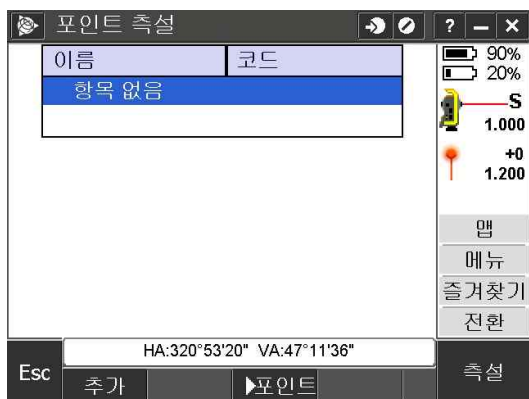 포인트 측설 ? – ×
이름 코드
항목 없음
90%
20%
S
1.000
+0
1.200
맵
메뉴
즐겨찾기
전환
HA:320°53'20" VA:47°11'36"
Esc 추가 ▶포인트 측설